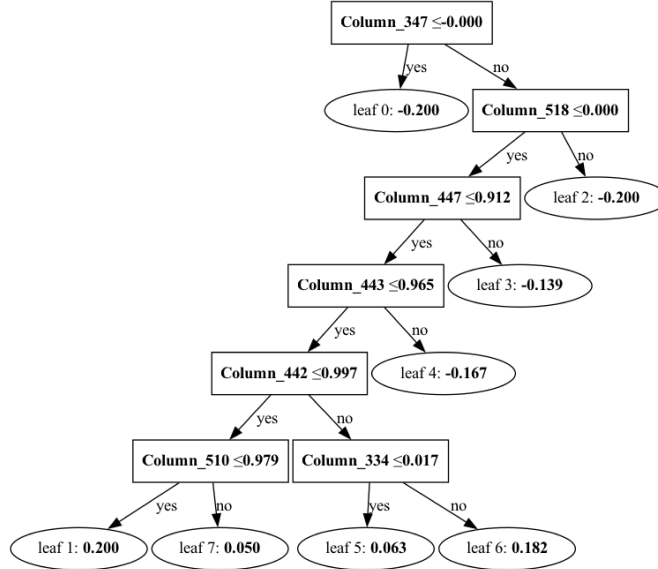 Column_347 ≤-0.000
yes
no
leaf 0: -0.200
Column_518 ≤0.000
yes
no
Column_447 ≤0.912
leaf 2: -0.200
yes
no
Column_443 ≤0.965
leaf 3: -0.139
yes
no
Column_442 ≤0.997
leaf 4: -0.167
yes
no
Column_510 ≤0.979
Column_334 ≤0.017
yes
no
yes
no
leaf 1: 0.200
leaf 7: 0.050
leaf 5: 0.063
leaf 6: 0.182